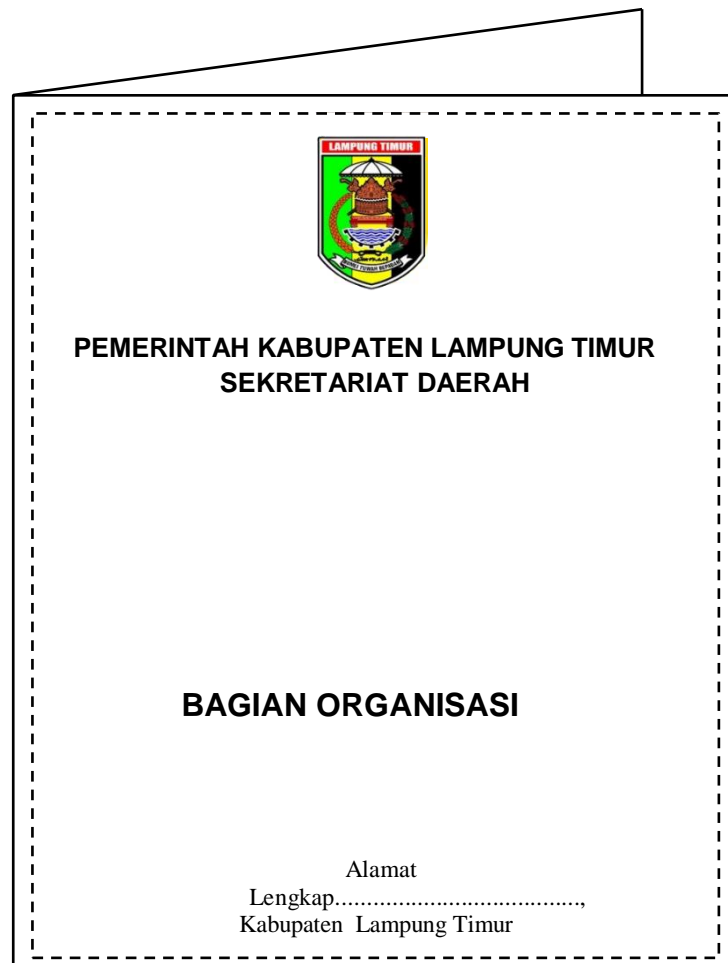 LAMPUNG TIMUR
PEMERINTAH KABUPATEN LAMPUNG TIMUR
SEKRETARIAT DAERAH
BAGIAN ORGANISASI
Alamat
Lengkap......................................,
Kabupaten Lampung Timur